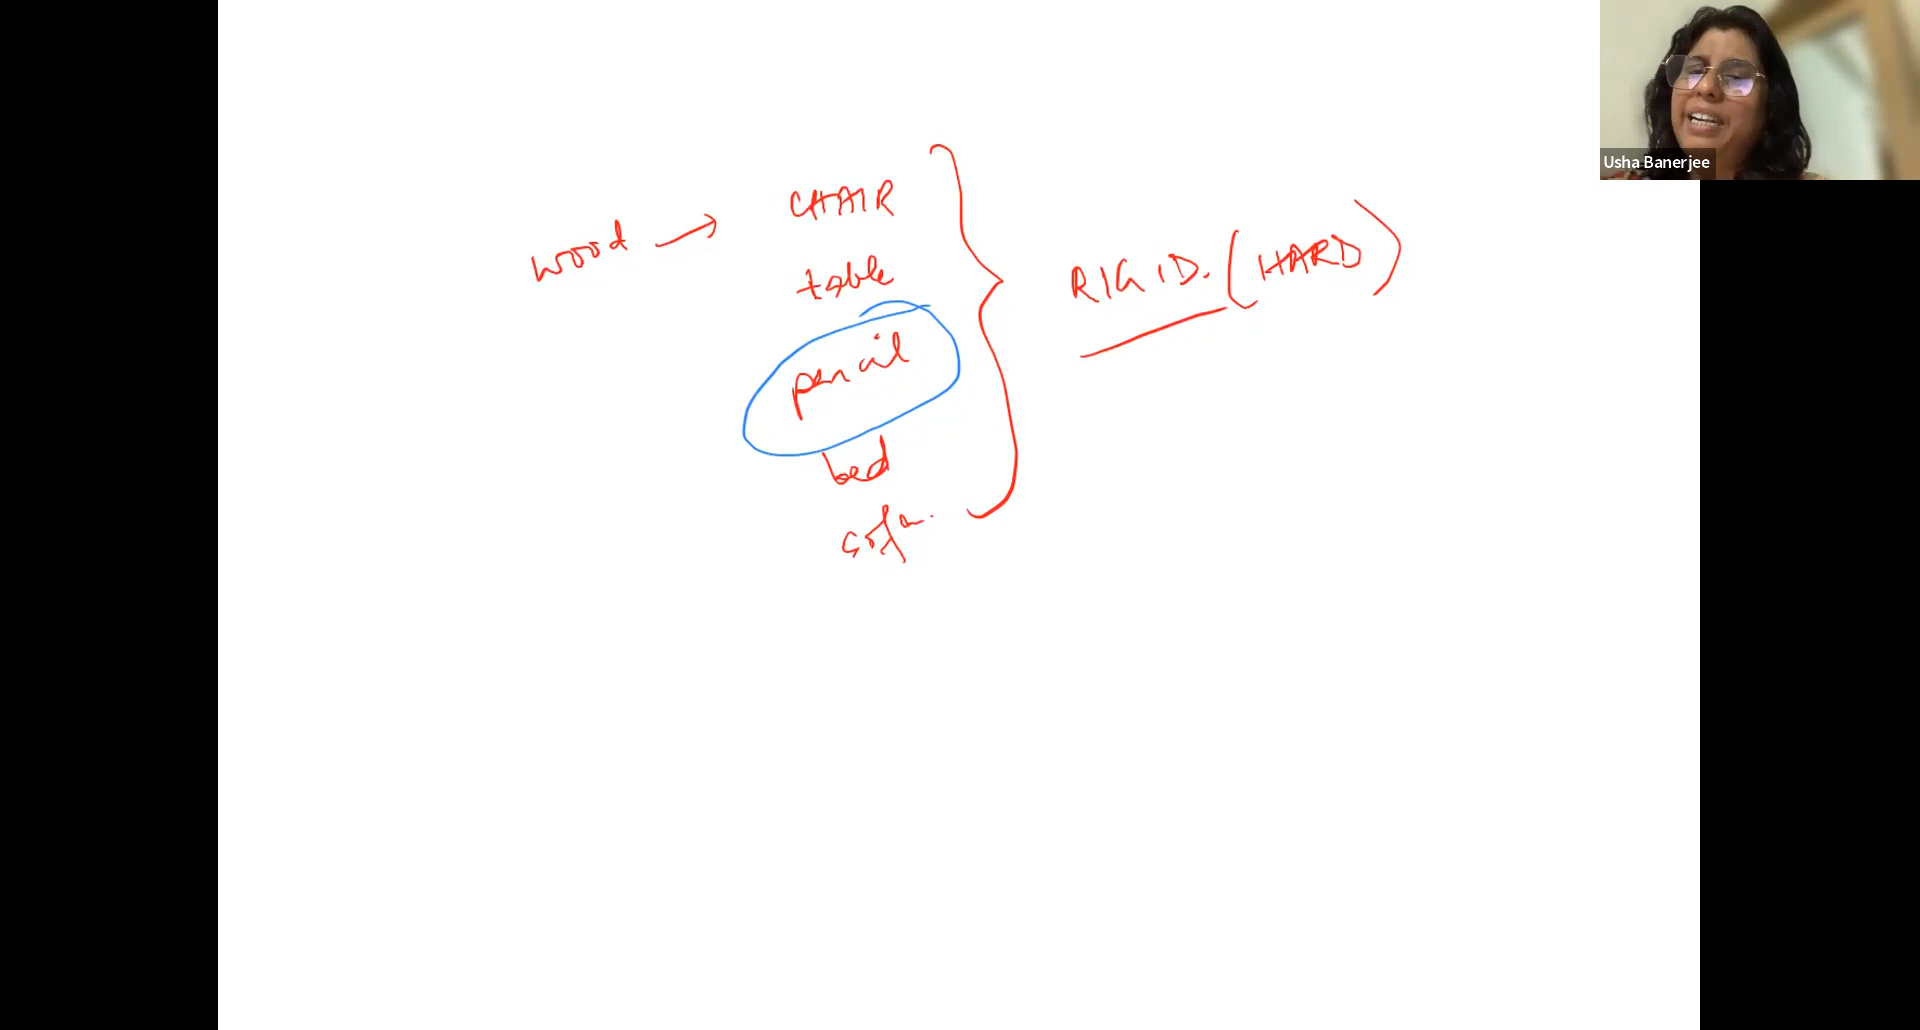 Usha Banerjee
wood → CHAIR
table
pencil
bed
sofa.
RIGID. (HARD)